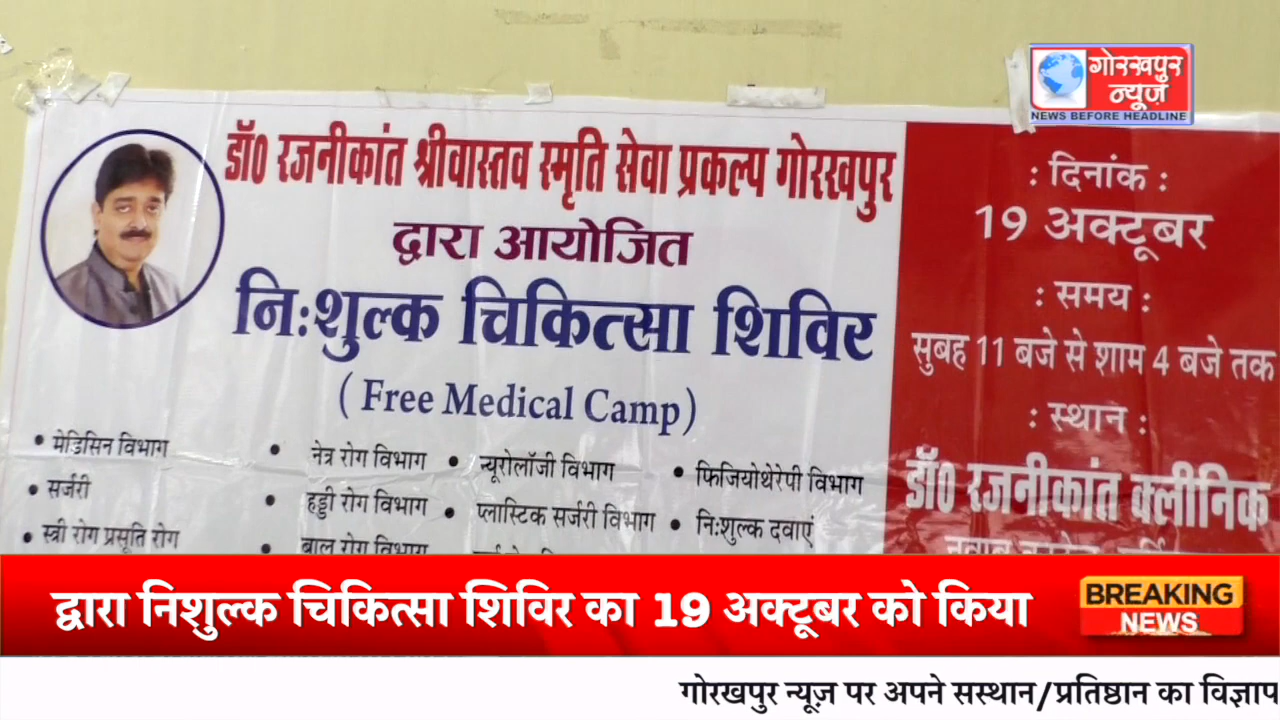 गोरखपुर
न्यूज़
NEWS BEFORE HEADLINE
डॉ0 रजनीकांत श्रीवास्तव स्मृति सेवा प्रकल्प गोरखपुर
द्वारा आयोजित
नि:शुल्क चिकित्सा शिविर
( Free Medical Camp )
• मेडिसिन विभाग
• सर्जरी
• स्त्री रोग प्रसूति रोग
• नेत्र रोग विभाग
• हड्डी रोग विभाग
• बाल रोग विभाग
• न्यूरोलॉजी विभाग
• प्लास्टिक सर्जरी विभाग
• फिजियोथेरेपी विभाग
• नि:शुल्क दवाएं
: दिनांक :
19 अक्टूबर
: समय :
सुबह 11 बजे से शाम 4 बजे तक
: स्थान :
डॉ0 रजनीकांत क्लीनिक
द्वारा निशुल्क चिकित्सा शिविर का 19 अक्टूबर को किया
BREAKING
NEWS
गोरखपुर न्यूज़ पर अपने सस्थान/प्रतिष्ठान का विज्ञाप